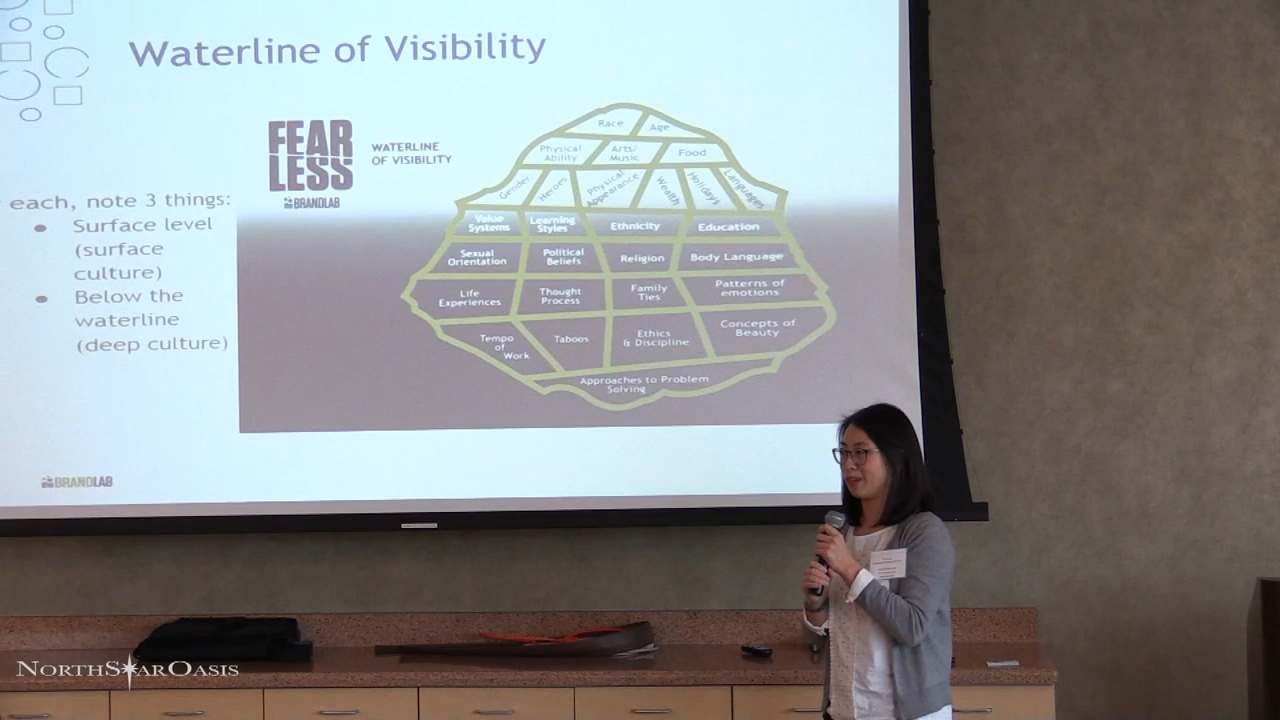 Waterline of Visibility
FEAR
LESS
BRANDLAB
WATERLINE
OF VISIBILITY
each, note 3 things:
● Surface level
(surface
culture)
● Below the
waterline
(deep culture)
Race
Age
Physical
Ability
Arts/
Music
Food
Gender
Heroes
Physical
Appearance
Wealth
Holidays
Languages
Value
Systems
Learning
Styles
Ethnicity
Education
Sexual
Orientation
Political
Beliefs
Religion
Body Language
Life
Experiences
Thought
Process
Family
Ties
Patterns of
emotions
Tempo
of
Work
Taboos
Ethics
& Discipline
Concepts of
Beauty
Approaches to Problem
Solving
BRANDLAB
NORTHSTAROASIS